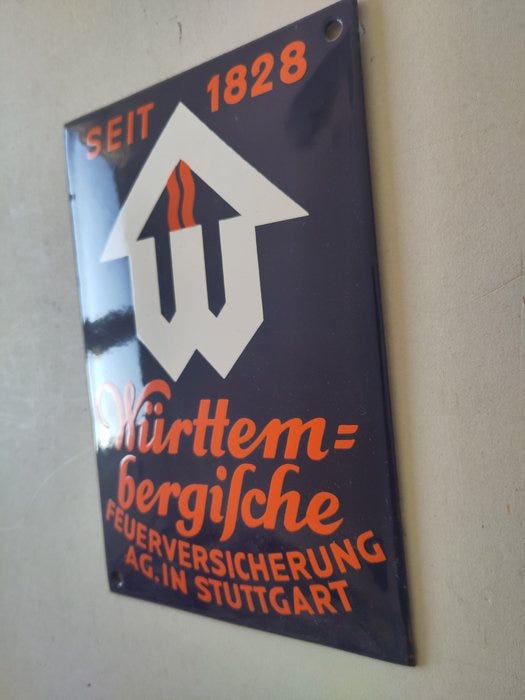 SEIT 1828
W
Württem=
bergiſche
FEUERVERSICHERUNG
AG. IN STUTTGART